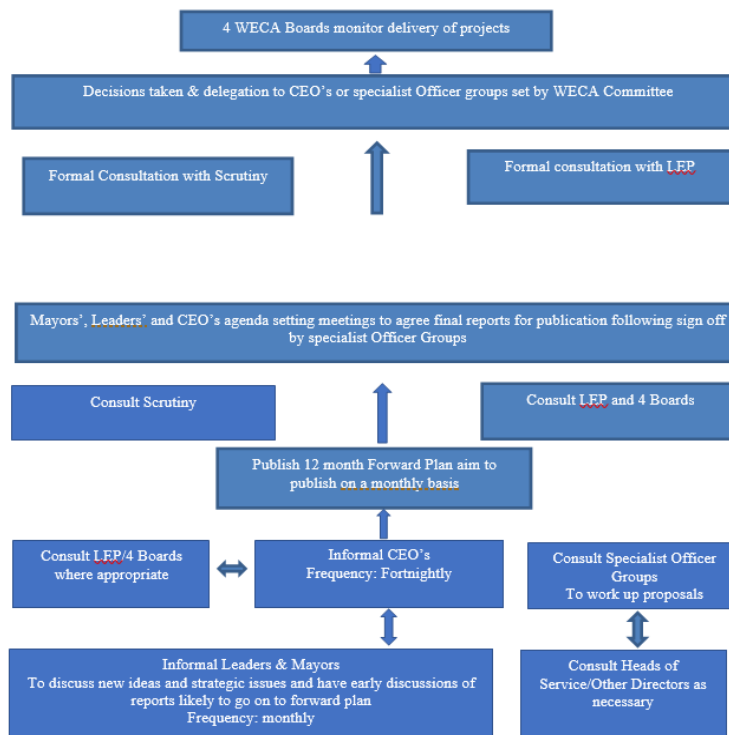 4 WECA Boards monitor delivery of projects
Decisions taken & delegation to CEO's or specialist Officer groups set by WECA Committee
Formal Consultation with Scrutiny
Formal consultation with LEP
Mayors', Leaders' and CEO's agenda setting meetings to agree final reports for publication following sign off
by specialist Officer Groups
Consult Scrutiny
Consult LEP and 4 Boards
Publish 12 month Forward Plan aim to
publish on a monthly basis
Consult LEP/4 Boards
where appropriate
Informal CEO's
Frequency: Fortnightly
Consult Specialist Officer
Groups
To work up proposals
Informal Leaders & Mayors
To discuss new ideas and strategic issues and have early discussions of
reports likely to go on to forward plan
Frequency: monthly
Consult Heads of
Service/Other Directors as
necessary